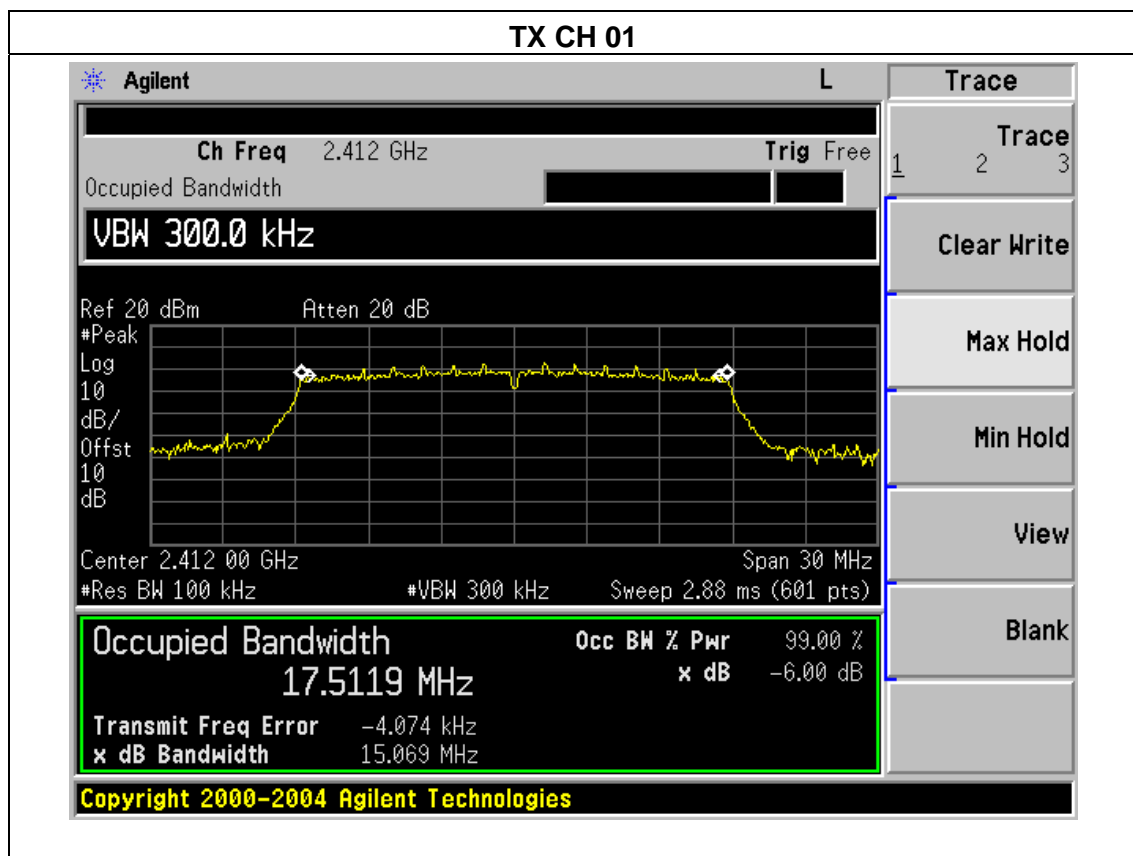 TX CH 01
Agilent L Trace
Ch Freq 2.412 GHz Trig Free
Occupied Bandwidth
Trace
1 2 3
VBW 300.0 kHz
Clear Write
Ref 20 dBm Atten 20 dB
#Peak
Log
10
dB/
Offst
10
dB
Max Hold
Min Hold
View
Center 2.412 00 GHz Span 30 MHz
#Res BW 100 kHz #VBW 300 kHz Sweep 2.88 ms (601 pts)
Blank
Occupied Bandwidth Occ BW % Pwr 99.00 %
17.5119 MHz x dB -6.00 dB
Transmit Freq Error -4.074 kHz
x dB Bandwidth 15.069 MHz
Copyright 2000-2004 Agilent Technologies